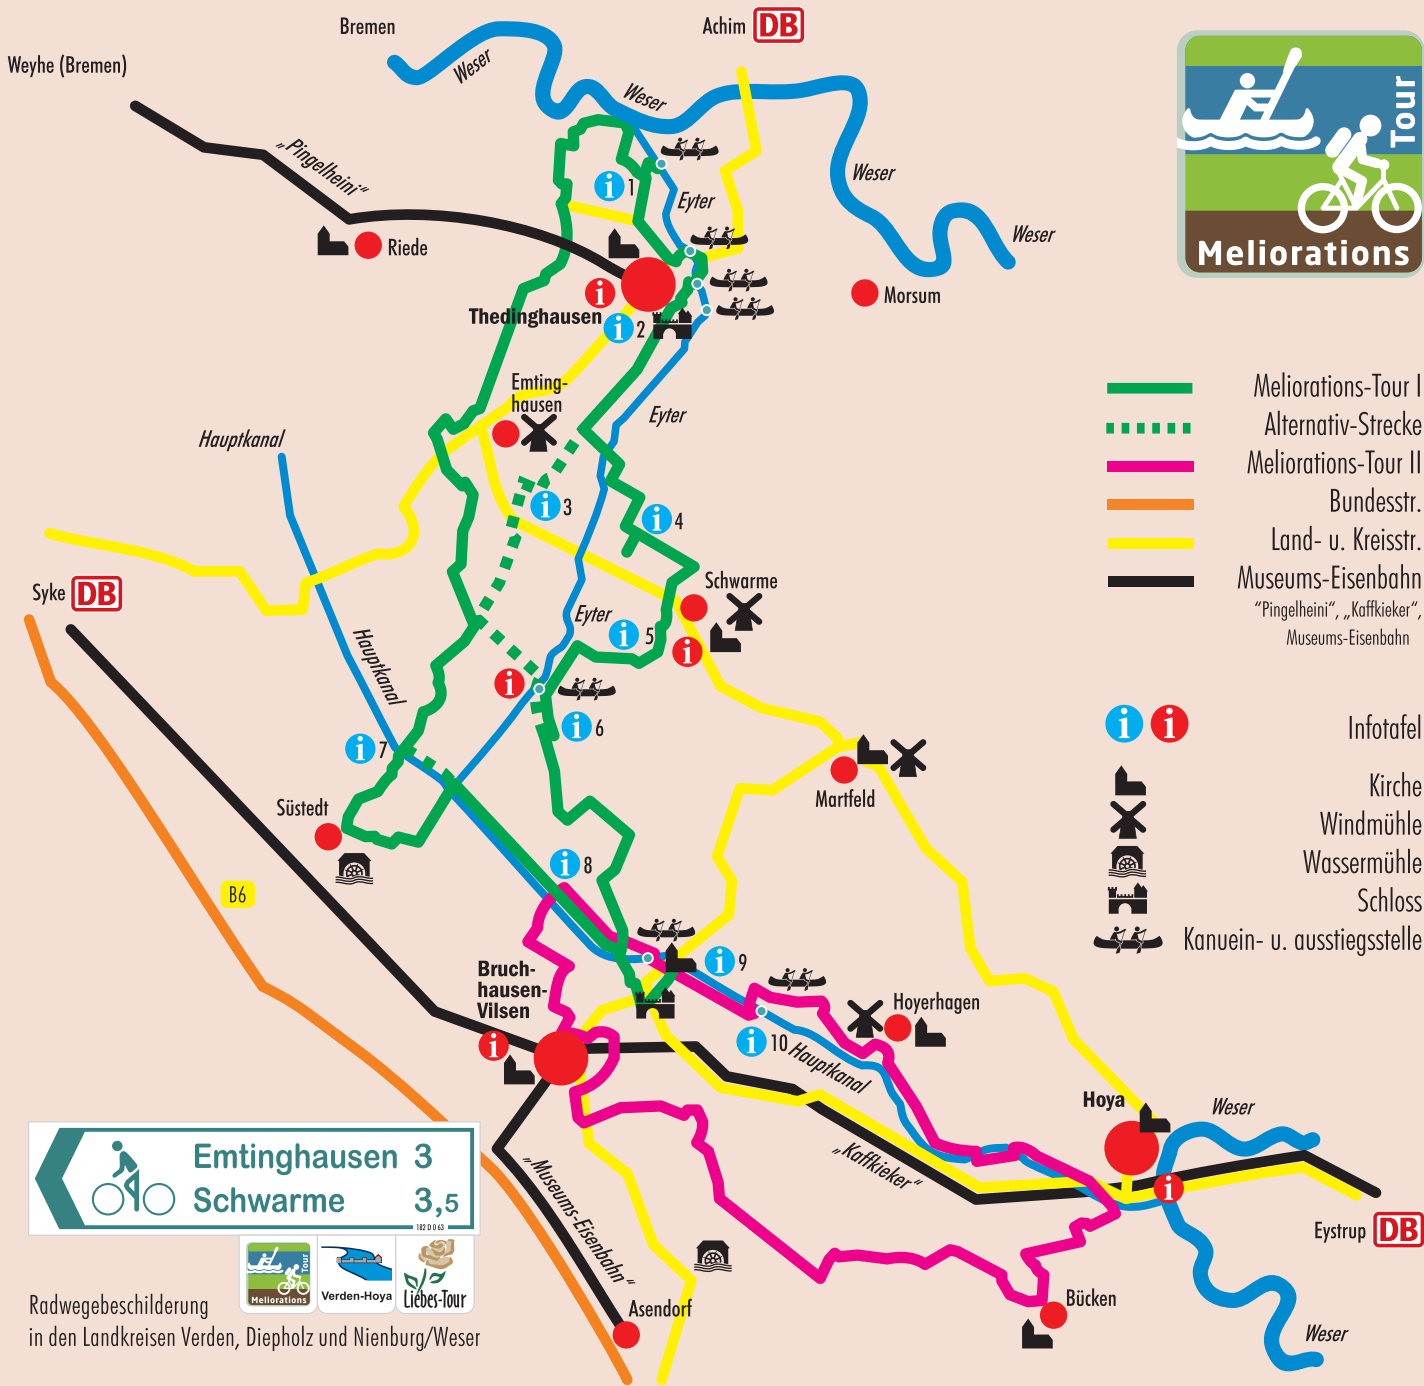 Bremen
Achim DB
Weyhe (Bremen)
Weser
Weser
Tour
Meliorations
„Pingelheini“
Weser
Eyter
i 1
Weser
Riede
Morsum
i
Thedinghausen
i 2
Emting-
hausen
Eyter
Hauptkanal
i 3
i 4
Meliorations-Tour I
Alternativ-Strecke
Meliorations-Tour II
Bundesstr.
Land- u. Kreisstr.
Museums-Eisenbahn
“Pingelheini“, „Kaffkieker“,
Museums-Eisenbahn
Syke DB
Schwarme
Eyter
i 5
i
Hauptkanal
i
i 6
i 7
i i Infotafel
Kirche
Windmühle
Wassermühle
Schloss
Kanuein- u. ausstiegsstelle
Martfeld
Süstedt
i 8
B6
i 9
Bruch-
hausen-
Vilsen
Hoyerhagen
i
i 10
Hauptkanal
Hoya
Weser
„Kaffkieker“
i
Eystrup DB
„Museums-Eisenbahn“
Emtinghausen 3
Schwarme 3,5
182 D 0 63
Tour
Meliorations
Verden-Hoya
Liebes-Tour
Asendorf
Bücken
Weser
Radwegebeschilderung
in den Landkreisen Verden, Diepholz und Nienburg/Weser